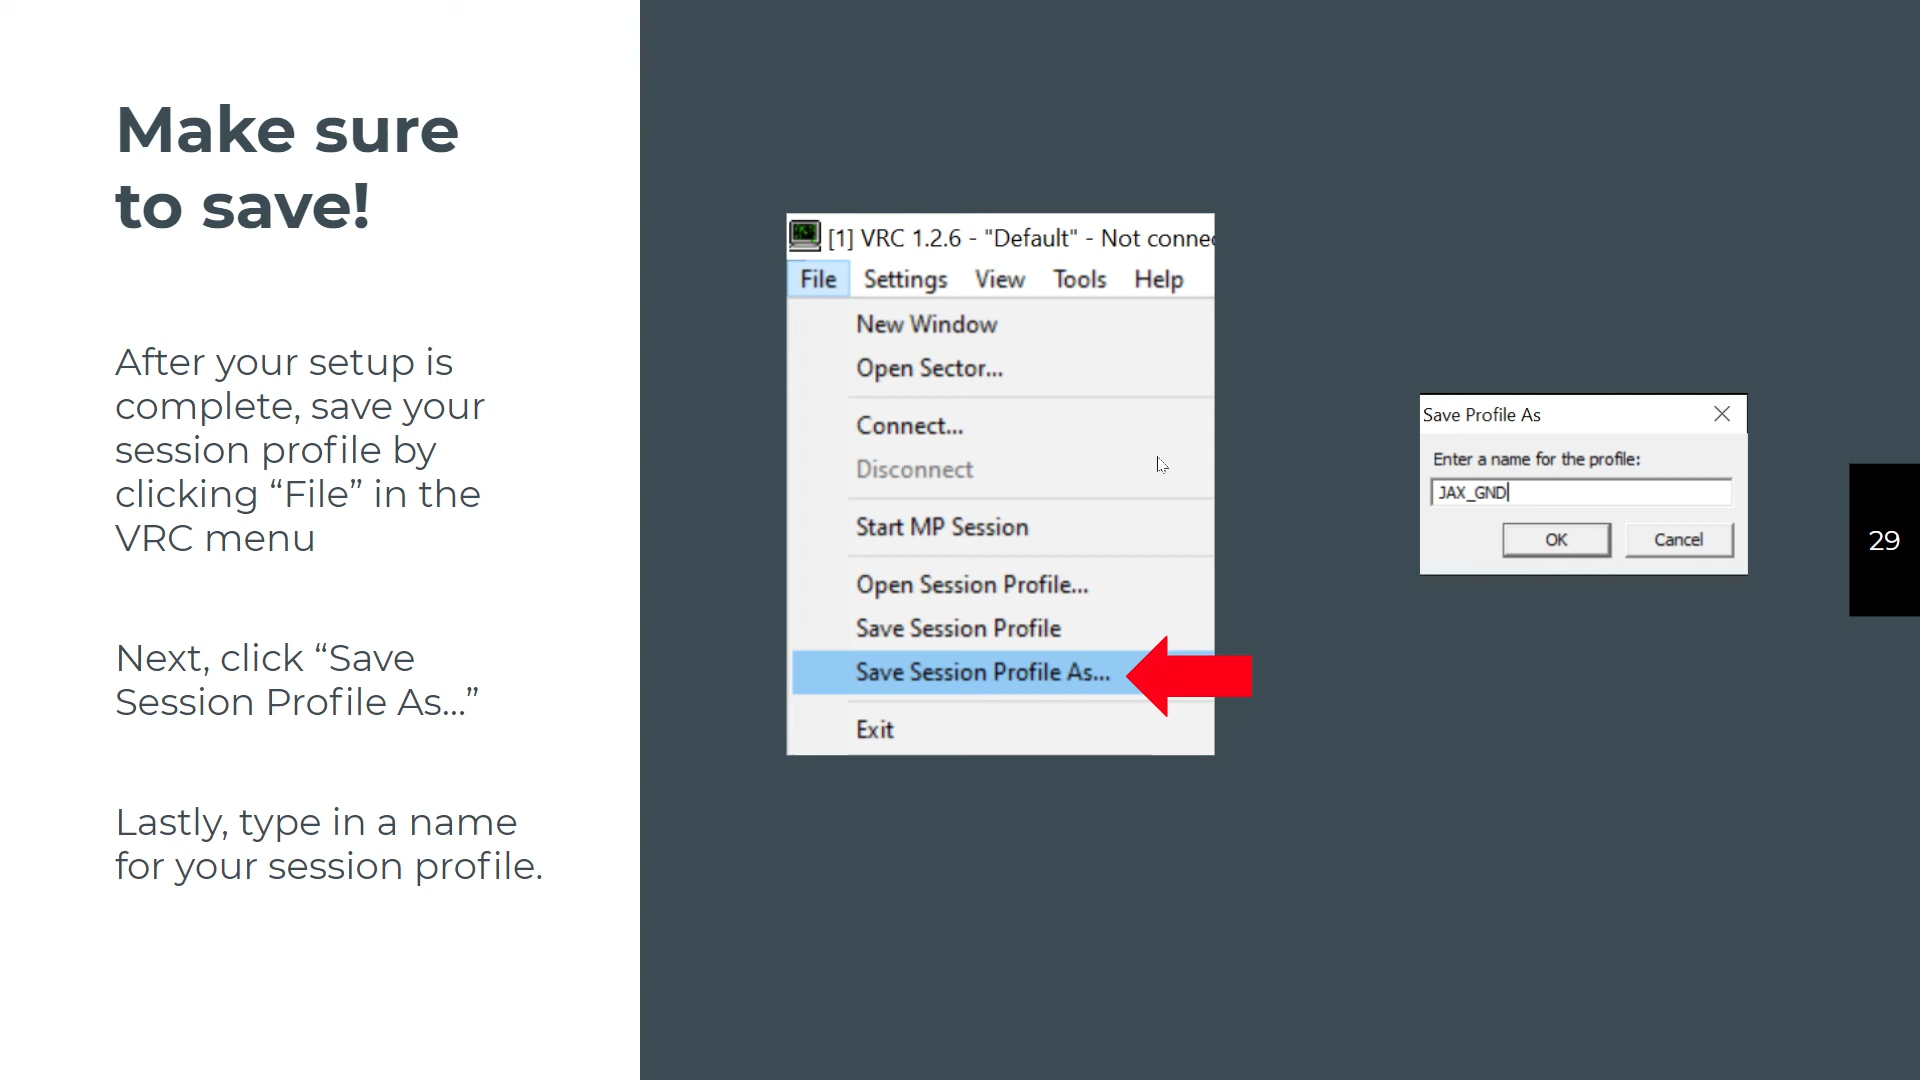 Make sure
to save!
After your setup is
complete, save your
session profile by
clicking “File” in the
VRC menu
Next, click “Save
Session Profile As...”
Lastly, type in a name
for your session profile.
[1] VRC 1.2.6 - "Default" - Not connec
File Settings View Tools Help
New Window
Open Sector...
Connect...
Disconnect
Start MP Session
Open Session Profile...
Save Session Profile
Save Session Profile As...
Exit
Save Profile As
Enter a name for the profile:
JAX_GND
OK Cancel
29